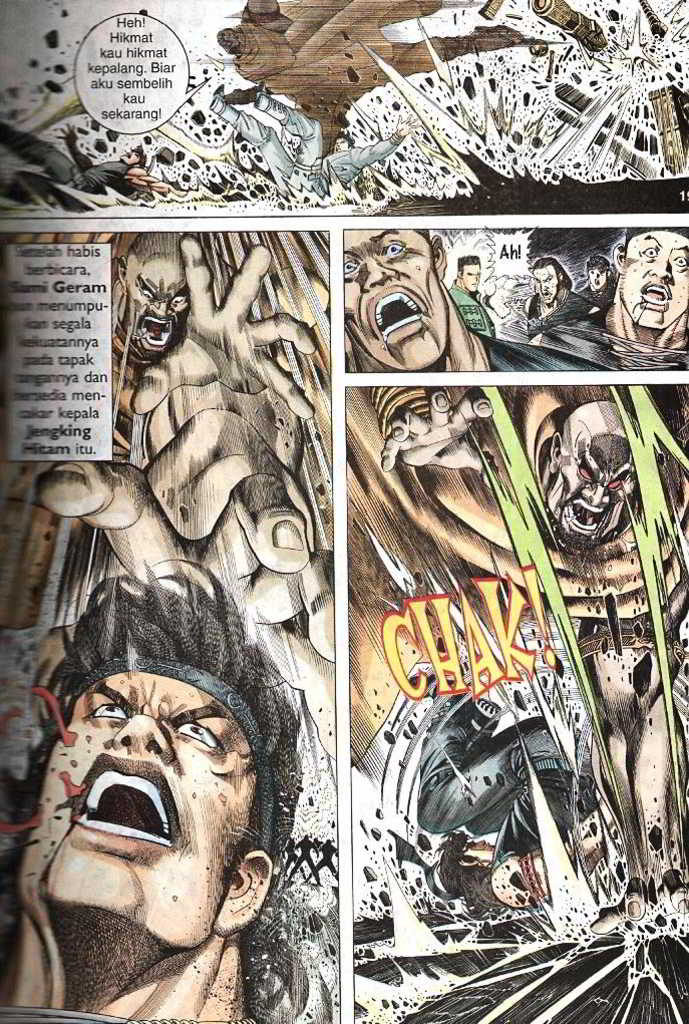 Heh!
Hikmat
kau hikmat
kepalang. Biar
aku sembelih
kau
sekarang!
Setelah habis
berbicara,
Sami Geram
pun menumpu-
kan segala
kekuatannya
pada tapak
tangannya dan
bersedia men-
cakar kepala
Jengking
Hitam itu.
Ah!
CHAK!